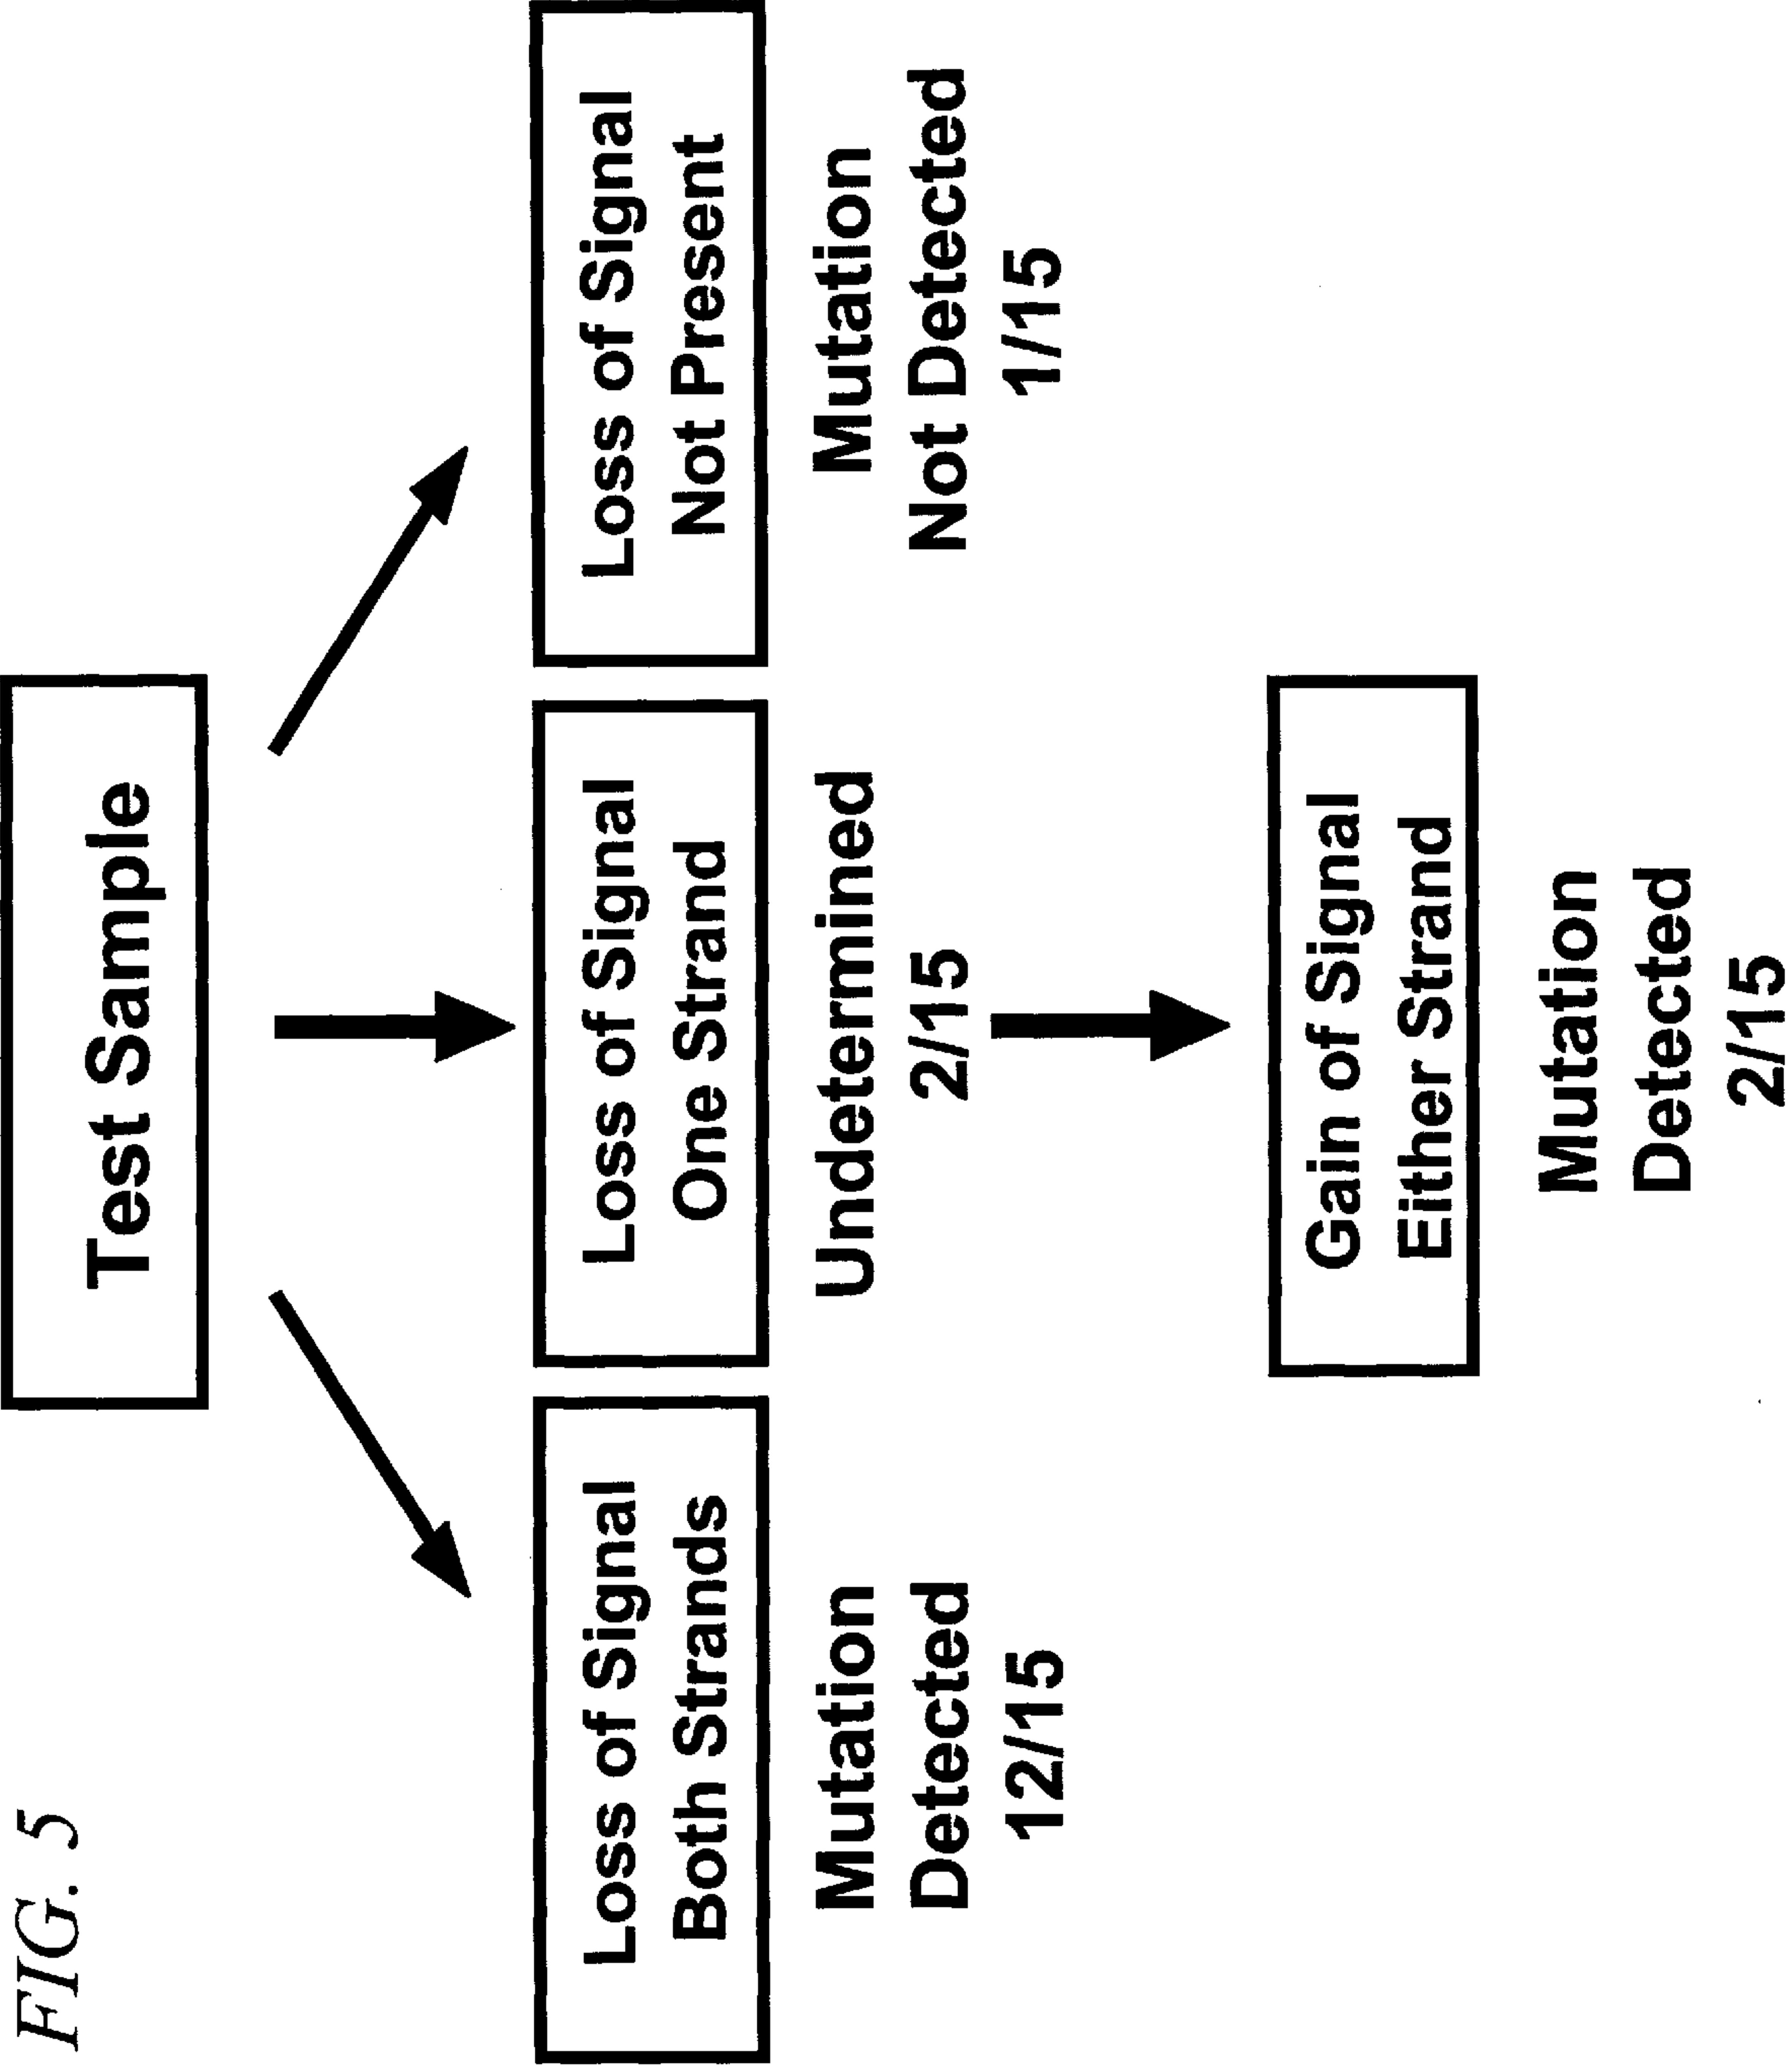 FIG. 5
Test Sample
Loss of Signal
Both Strands
Mutation
Detected
12/15
Loss of Signal
One Strand
Undetermined
2/15
Loss of Signal
Not Present
Mutation
Not Detected
1/15
Gain of Signal
Either Strand
Mutation
Detected
2/15